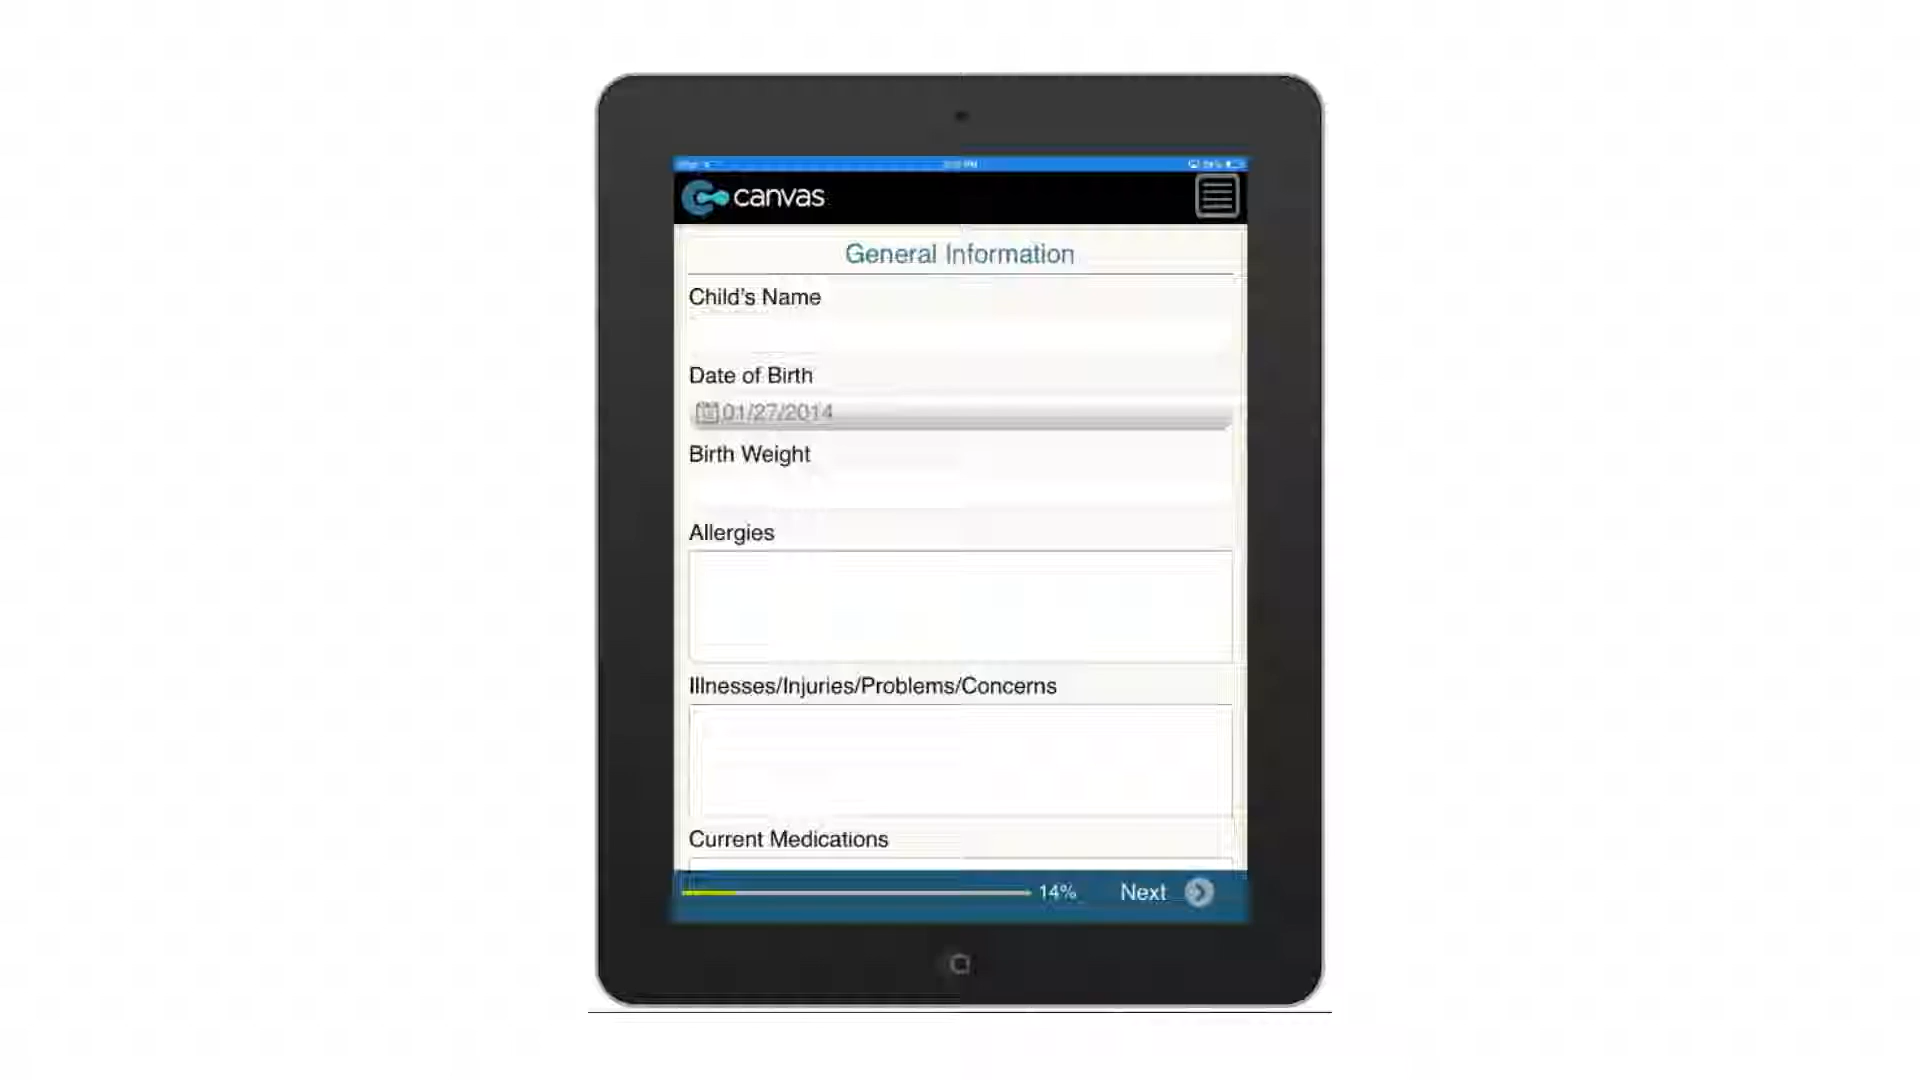 canvas
General Information
Child's Name
Date of Birth
01/27/2014
Birth Weight
Allergies
Illnesses/Injuries/Problems/Concerns
Current Medications
14% Next